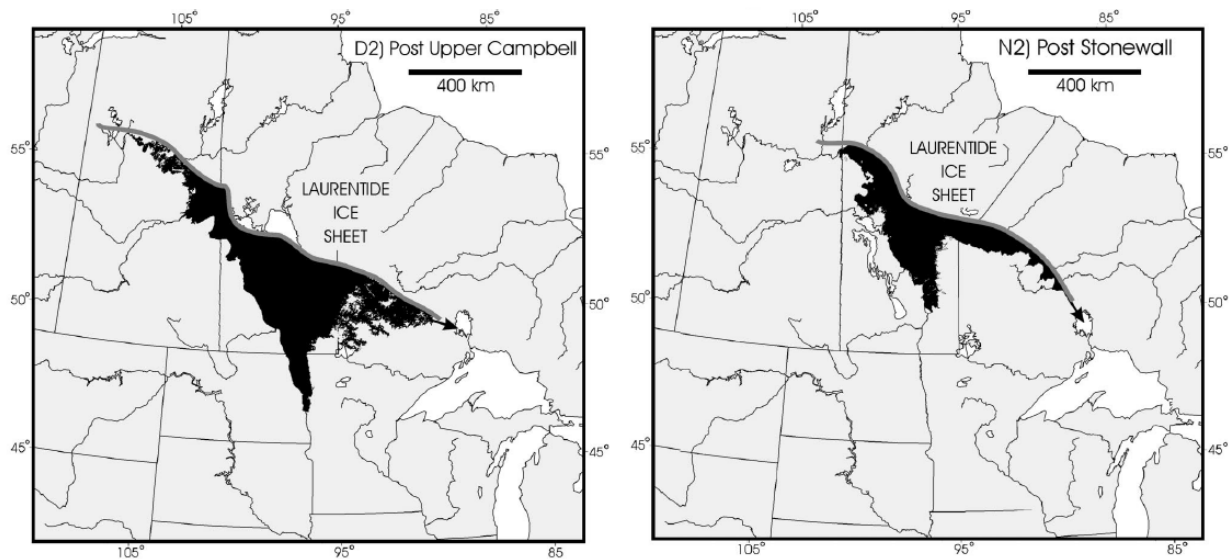 105° 95° 85°
D2) Post Upper Campbell
400 km
55° 55°
LAURENTIDE
ICE
SHEET
50° 50°
45° 45°
105° 95° 85°
105° 95° 85°
N2) Post Stonewall
400 km
55° 55°
LAURENTIDE
ICE
SHEET
50° 50°
45° 45°
105° 95° 85°